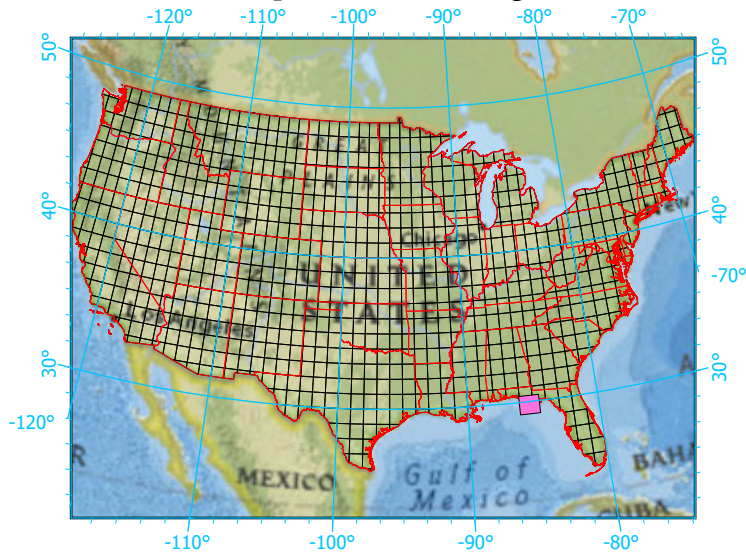 -120° -110° -100° -90° -80° -70°
50° 50°
GREAT
PLAINS
40° 40°
Chicago
New
-70°
UNITED
STATES
Los Angeles
30° 30°
A
-120°
R
MEXICO
Gulf of
Mexico
BAHA
CUBA
-110° -100° -90° -80°